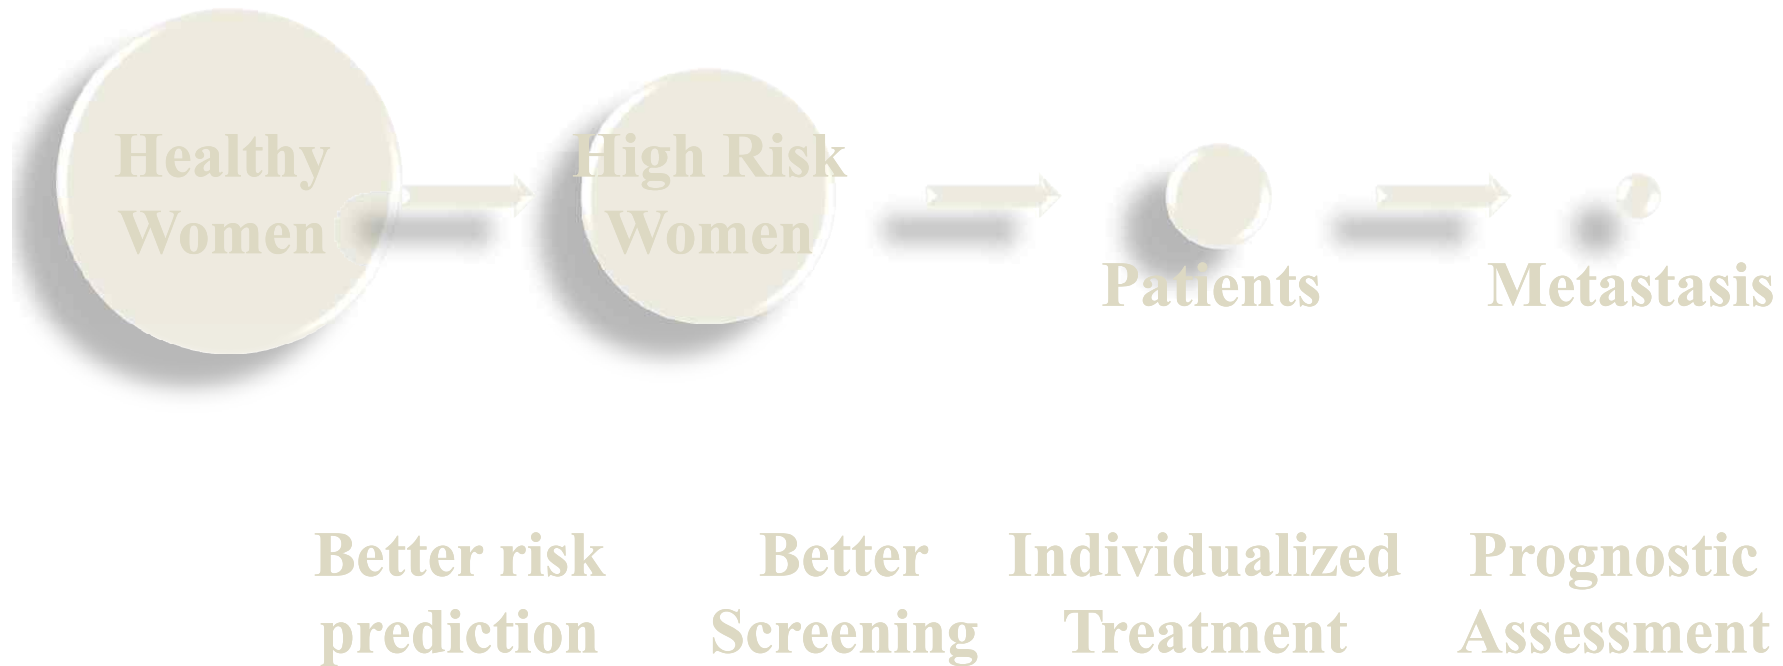 Healthy
Women
High Risk
Women
Patients
Metastasis
Better risk
prediction
Better
Screening
Individualized
Treatment
Prognostic
Assessment